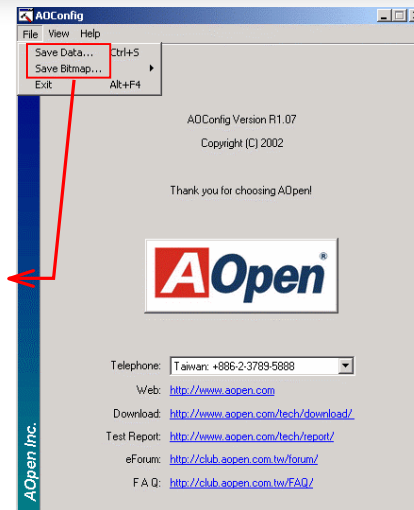 AOConfig
File View Help
Save Data... Ctrl+S
Save Bitmap...
Exit Alt+F4
AOConfig Version R1.07
Copyright (C) 2002
Thank you for choosing AOpen!
AOpen®
Telephone: Taiwan: +886-2-3789-5888
Web: http://www.aopen.com
Download: http://www.aopen.com/tech/download/
Test Report: http://www.aopen.com/tech/report/
eForum: http://club.aopen.com.tw/forum/
F A Q: http://club.aopen.com.tw/FAQ/
AOpen Inc.